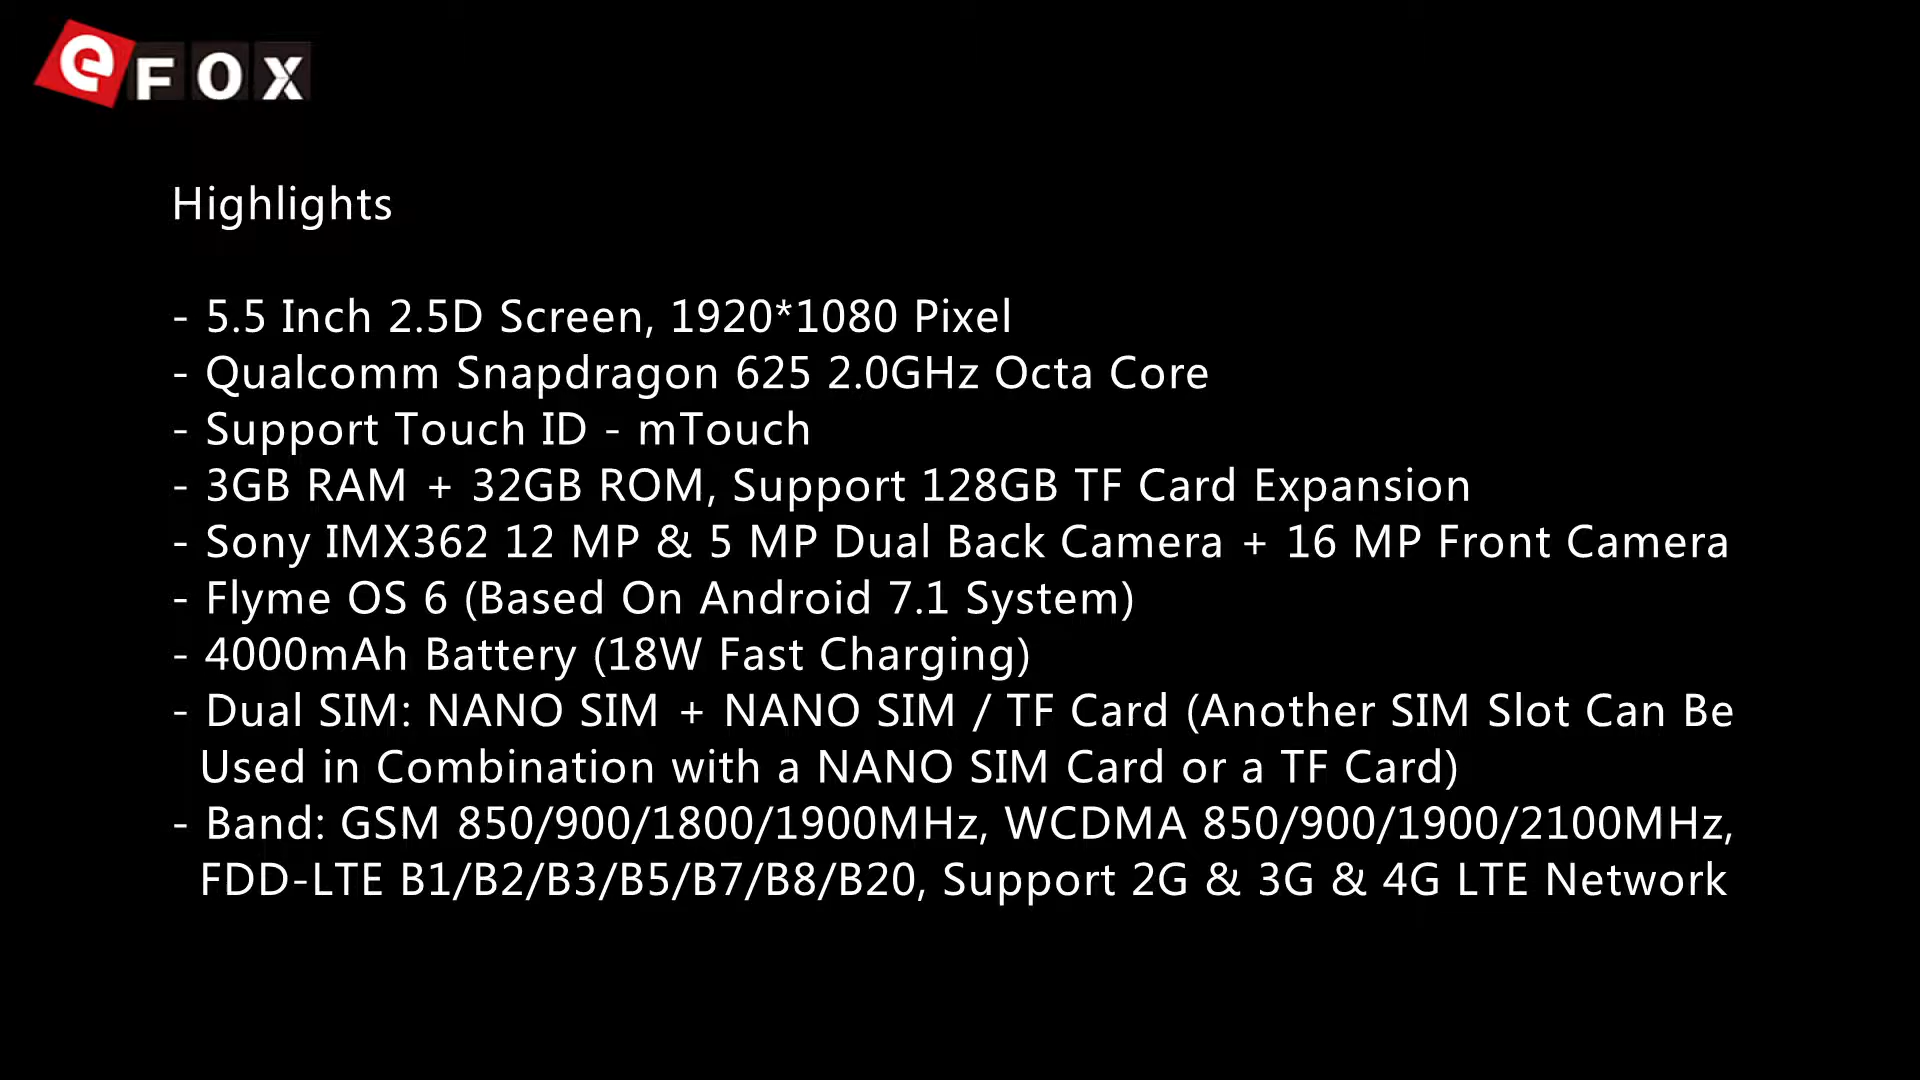 eFOX
Highlights
- 5.5 Inch 2.5D Screen, 1920*1080 Pixel
- Qualcomm Snapdragon 625 2.0GHz Octa Core
- Support Touch ID - mTouch
- 3GB RAM + 32GB ROM, Support 128GB TF Card Expansion
- Sony IMX362 12 MP & 5 MP Dual Back Camera + 16 MP Front Camera
- Flyme OS 6 (Based On Android 7.1 System)
- 4000mAh Battery (18W Fast Charging)
- Dual SIM: NANO SIM + NANO SIM / TF Card (Another SIM Slot Can Be
Used in Combination with a NANO SIM Card or a TF Card)
- Band: GSM 850/900/1800/1900MHz, WCDMA 850/900/1900/2100MHz,
FDD-LTE B1/B2/B3/B5/B7/B8/B20, Support 2G & 3G & 4G LTE Network